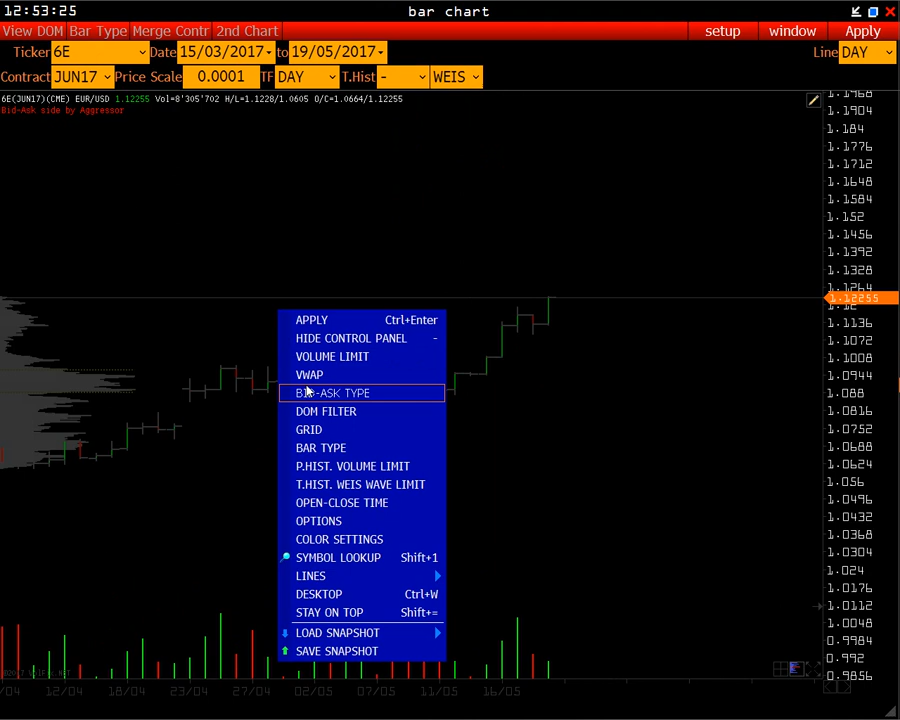 12:53:25 bar chart
View DOM Bar Type Merge Contr 2nd Chart setup window Apply
Ticker 6E Date 15/03/2017 to 19/05/2017 Line DAY
Contract JUN17 Price Scale 0.0001 TF DAY T.Hist - WEIS
6E(JUN17)(CME) EUR/USD 1.12255 Vol=8'305'702 H/L=1.1228/1.0605 O/C=1.0664/1.12255
Bid-Ask side by Aggressor
1.1968
1.1904
1.184
1.1776
1.1712
1.1648
1.1584
1.152
1.1456
1.1392
1.1328
1.1264
1.12255
1.12
1.1136
1.1072
1.1008
1.0944
1.088
1.0816
1.0752
1.0688
1.0624
1.056
1.0496
1.0432
1.0368
1.0304
1.024
1.0176
1.0112
1.0048
0.9984
0.992
0.9856
APPLY Ctrl+Enter
HIDE CONTROL PANEL -
VOLUME LIMIT
VWAP
BID-ASK TYPE
DOM FILTER
GRID
BAR TYPE
P.HIST. VOLUME LIMIT
T.HIST. WEIS WAVE LIMIT
OPEN-CLOSE TIME
OPTIONS
COLOR SETTINGS
SYMBOL LOOKUP Shift+1
LINES
DESKTOP Ctrl+W
STAY ON TOP Shift+=
LOAD SNAPSHOT
SAVE SNAPSHOT
/04 12/04 18/04 23/04 27/04 02/05 07/05 11/05 16/05